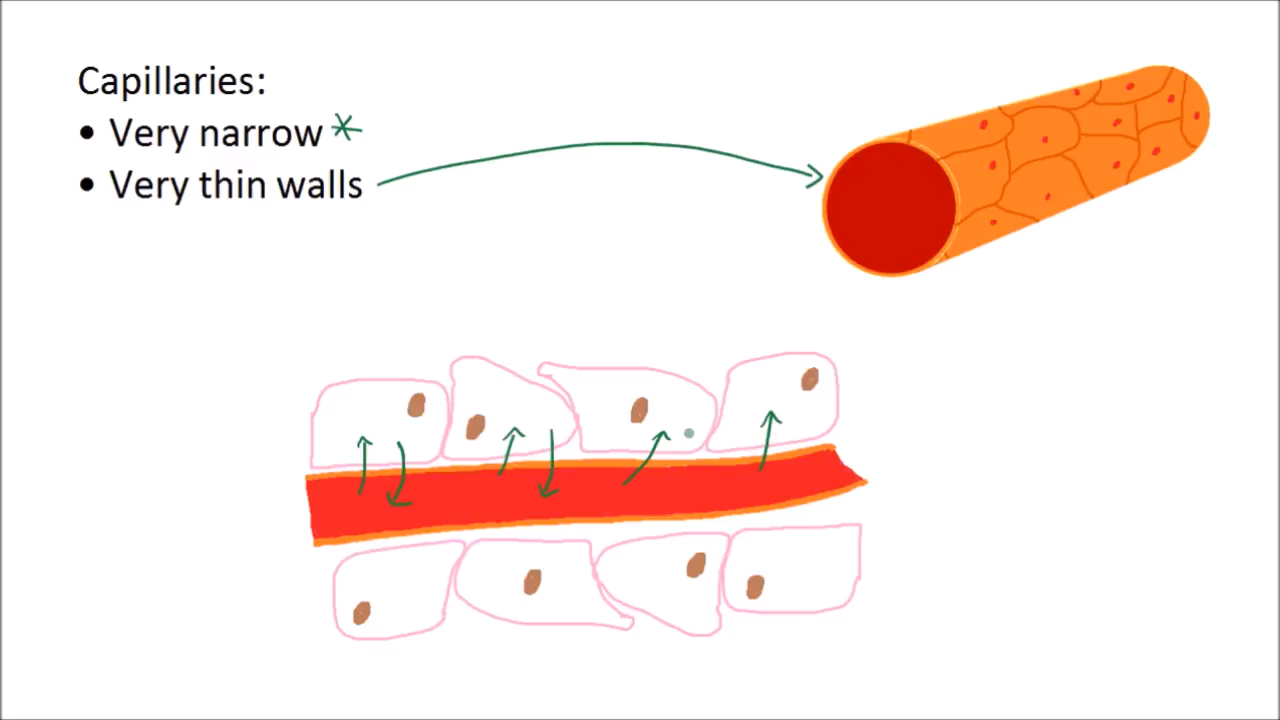 Capillaries:
• Very narrow *
• Very thin walls